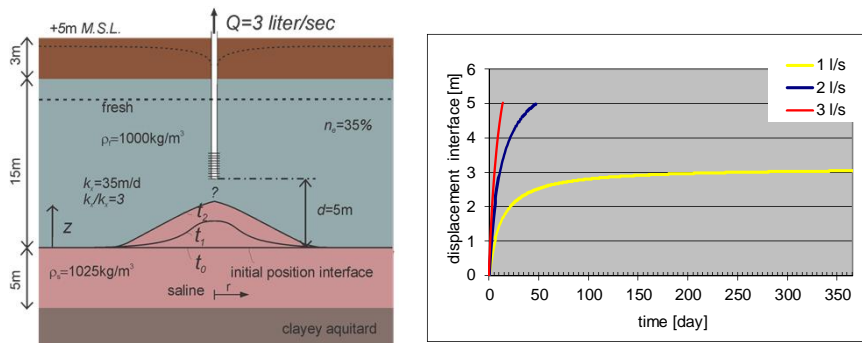 +5m M.S.L.
Q=3 liter/sec
3m
fresh
ρf=1000kg/m³
ne=35%
15m
kx=35m/d
kx/kz=3
?
d=5m
z
t2
t1
t0
initial position interface
5m
ρs=1025kg/m³
saline
r
clayey aquitard
displacement interface [m]
6
5
4
3
2
1
0
0 50 100 150 200 250 300 350
time [day]
1 l/s
2 l/s
3 l/s